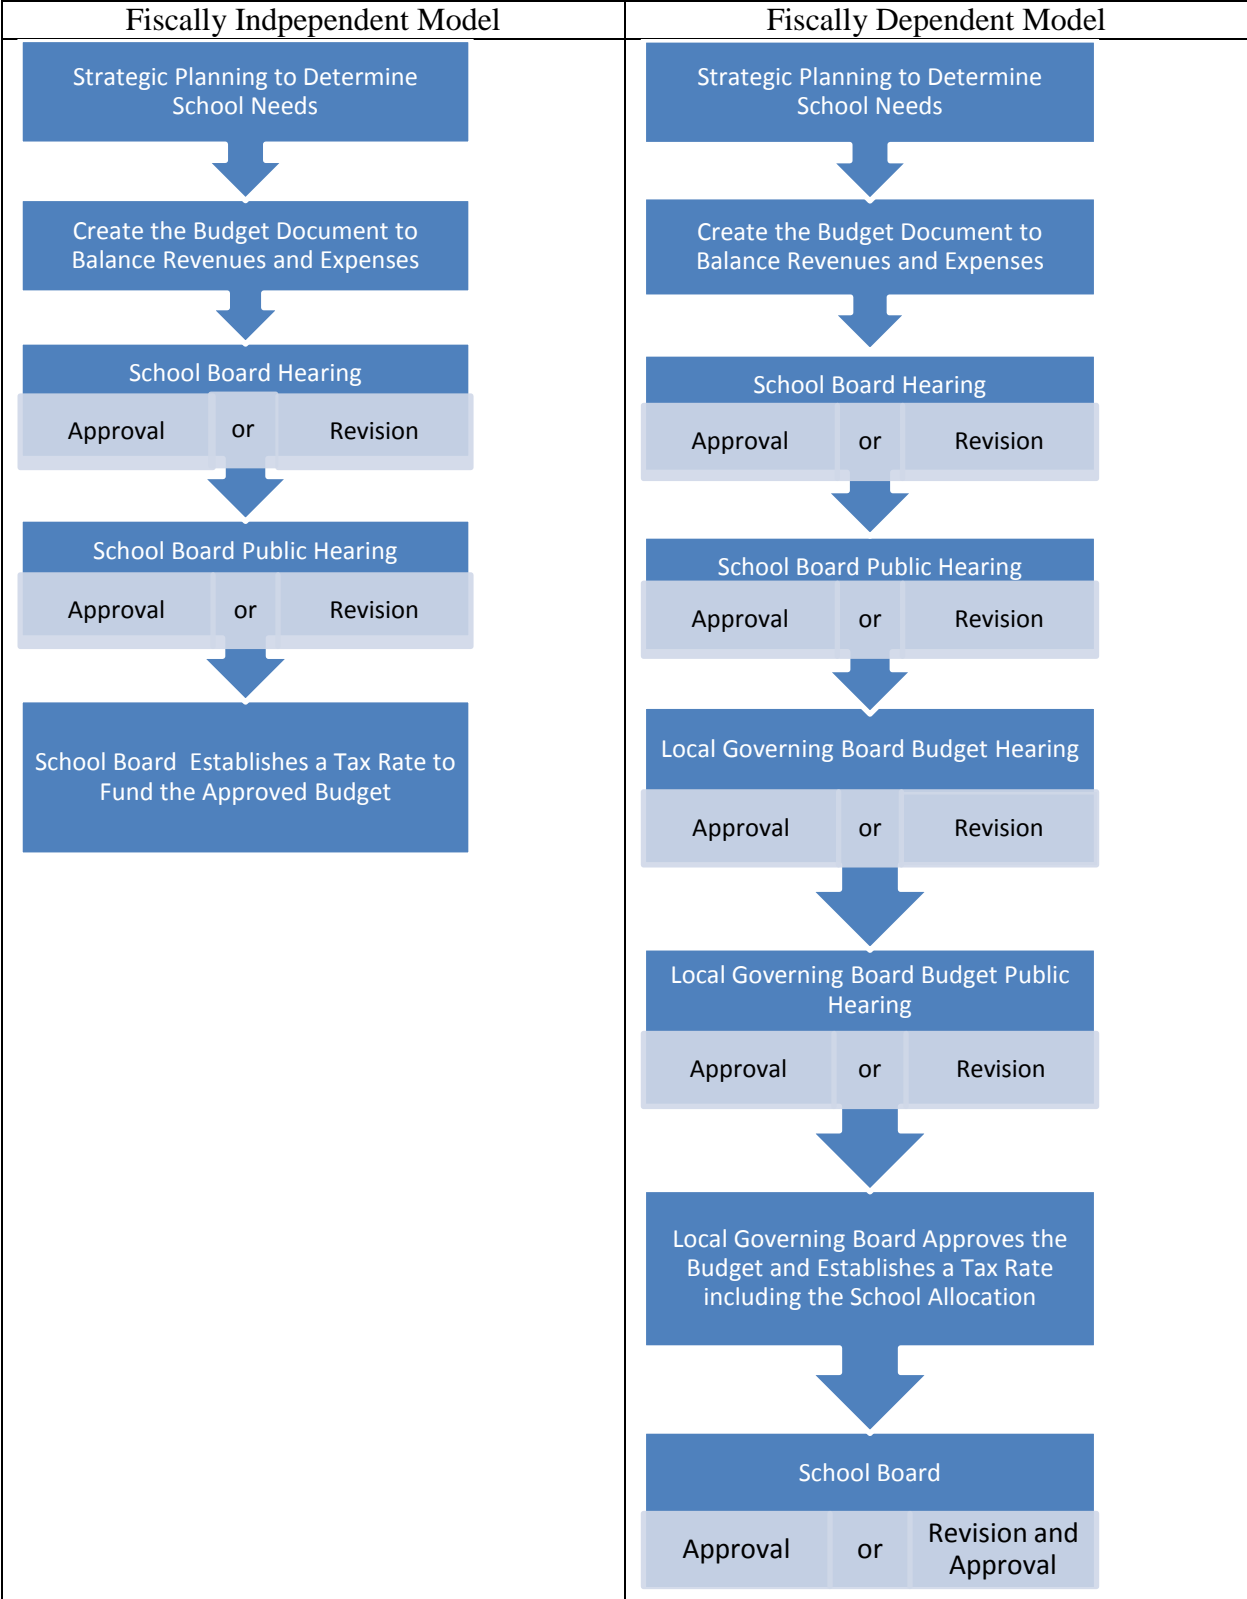 Fiscally Indpependent Model
Strategic Planning to Determine
School Needs
Create the Budget Document to
Balance Revenues and Expenses
School Board Hearing
Approval or Revision
School Board Public Hearing
Approval or Revision
School Board Establishes a Tax Rate to
Fund the Approved Budget
Fiscally Dependent Model
Strategic Planning to Determine
School Needs
Create the Budget Document to
Balance Revenues and Expenses
School Board Hearing
Approval or Revision
School Board Public Hearing
Approval or Revision
Local Governing Board Budget Hearing
Approval or Revision
Local Governing Board Budget Public
Hearing
Approval or Revision
Local Governing Board Approves the
Budget and Establishes a Tax Rate
including the School Allocation
School Board
Approval or Revision and
Approval